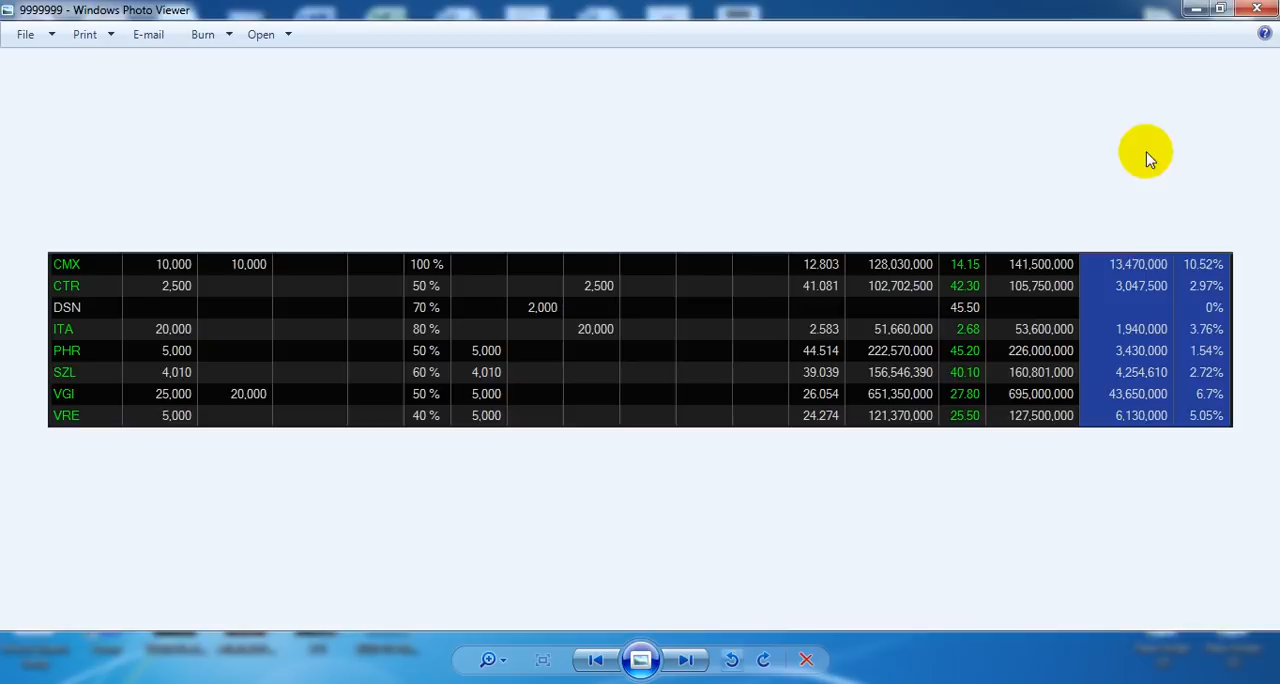 9999999 - Windows Photo Viewer
File Print E-mail Burn Open
CMX 10,000 10,000 100 % 12.803 128,030,000 14.15 141,500,000 13,470,000 10.52%
CTR 2,500 50 % 2,500 41.081 102,702,500 42.30 105,750,000 3,047,500 2.97%
DSN 70 % 2,000 45.50 0%
ITA 20,000 80 % 20,000 2.583 51,660,000 2.68 53,600,000 1,940,000 3.76%
PHR 5,000 50 % 5,000 44.514 222,570,000 45.20 226,000,000 3,430,000 1.54%
SZL 4,010 60 % 4,010 39.039 156,546,390 40.10 160,801,000 4,254,610 2.72%
VGI 25,000 20,000 50 % 5,000 26.054 651,350,000 27.80 695,000,000 43,650,000 6.7%
VRE 5,000 40 % 5,000 24.274 121,370,000 25.50 127,500,000 6,130,000 5.05%